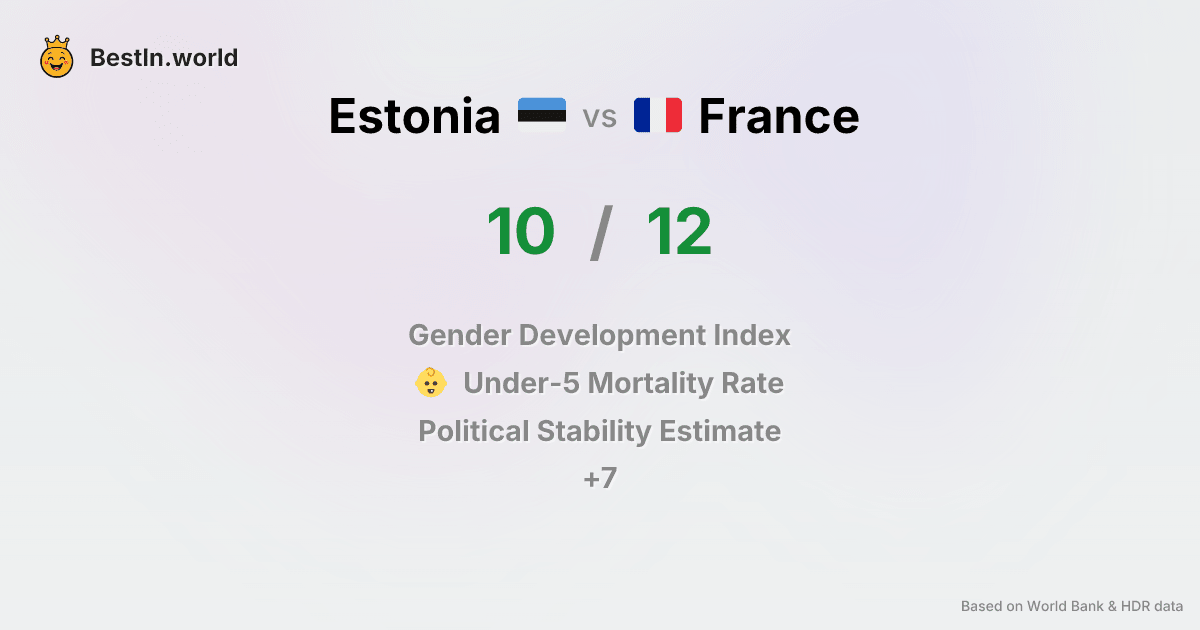 BestIn.world
Estonia vs France
10 / 12
Gender Development Index
Under-5 Mortality Rate
Political Stability Estimate
+7
Based on World Bank & HDR data